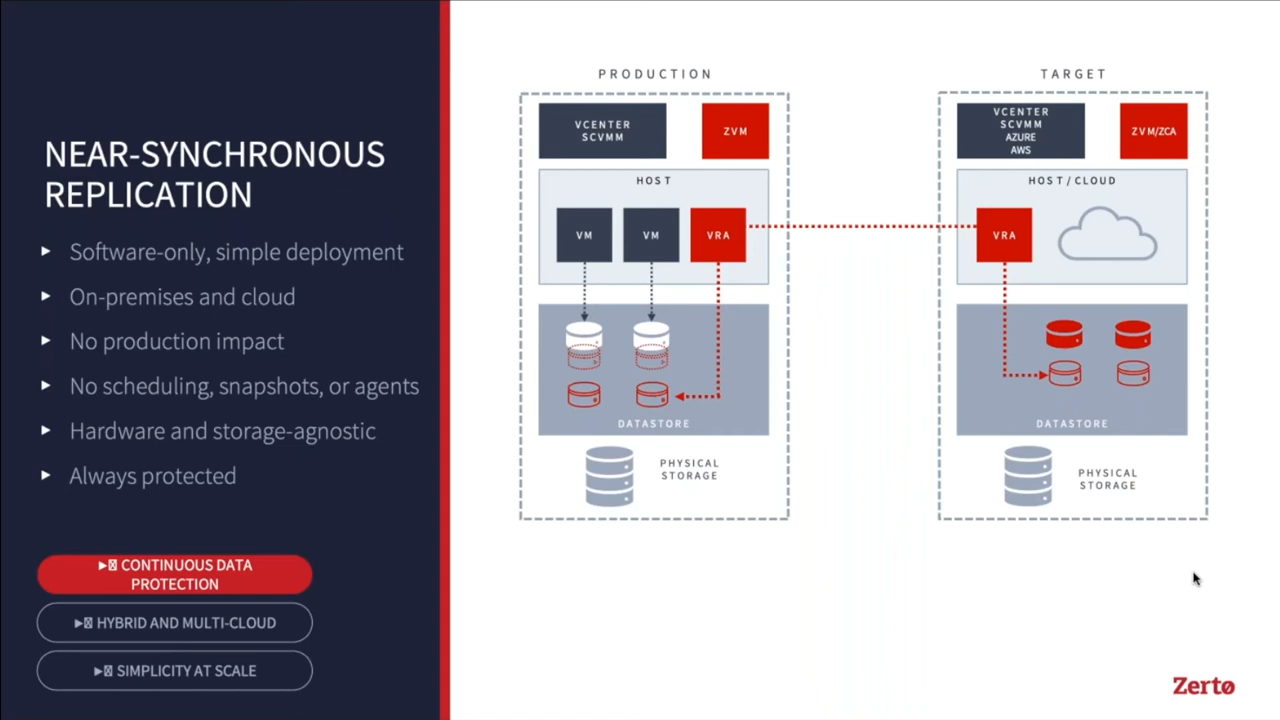 NEAR-SYNCHRONOUS
REPLICATION
Software-only, simple deployment
On-premises and cloud
No production impact
No scheduling, snapshots, or agents
Hardware and storage-agnostic
Always protected
CONTINUOUS DATA
PROTECTION
HYBRID AND MULTI-CLOUD
SIMPLICITY AT SCALE
PRODUCTION
VCENTER
SCVMM
ZVM
HOST
VM
VM
VRA
DATASTORE
PHYSICAL
STORAGE
TARGET
VCENTER
SCVMM
AZURE
AWS
ZVM/ZCA
HOST/CLOUD
VRA
DATASTORE
PHYSICAL
STORAGE
Zerto